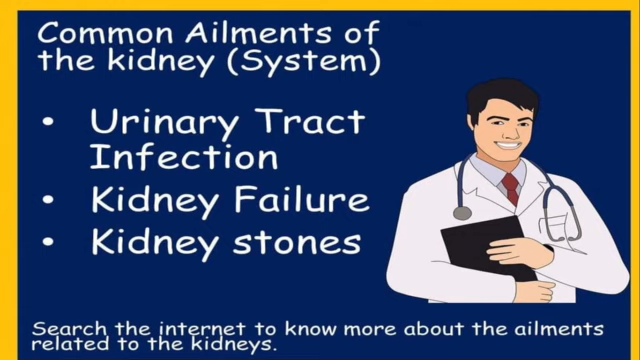 Common Ailments of
the kidney (System)
• Urinary Tract
Infection
• Kidney Failure
• Kidney stones
Search the internet to know more about the ailments
related to the kidneys.